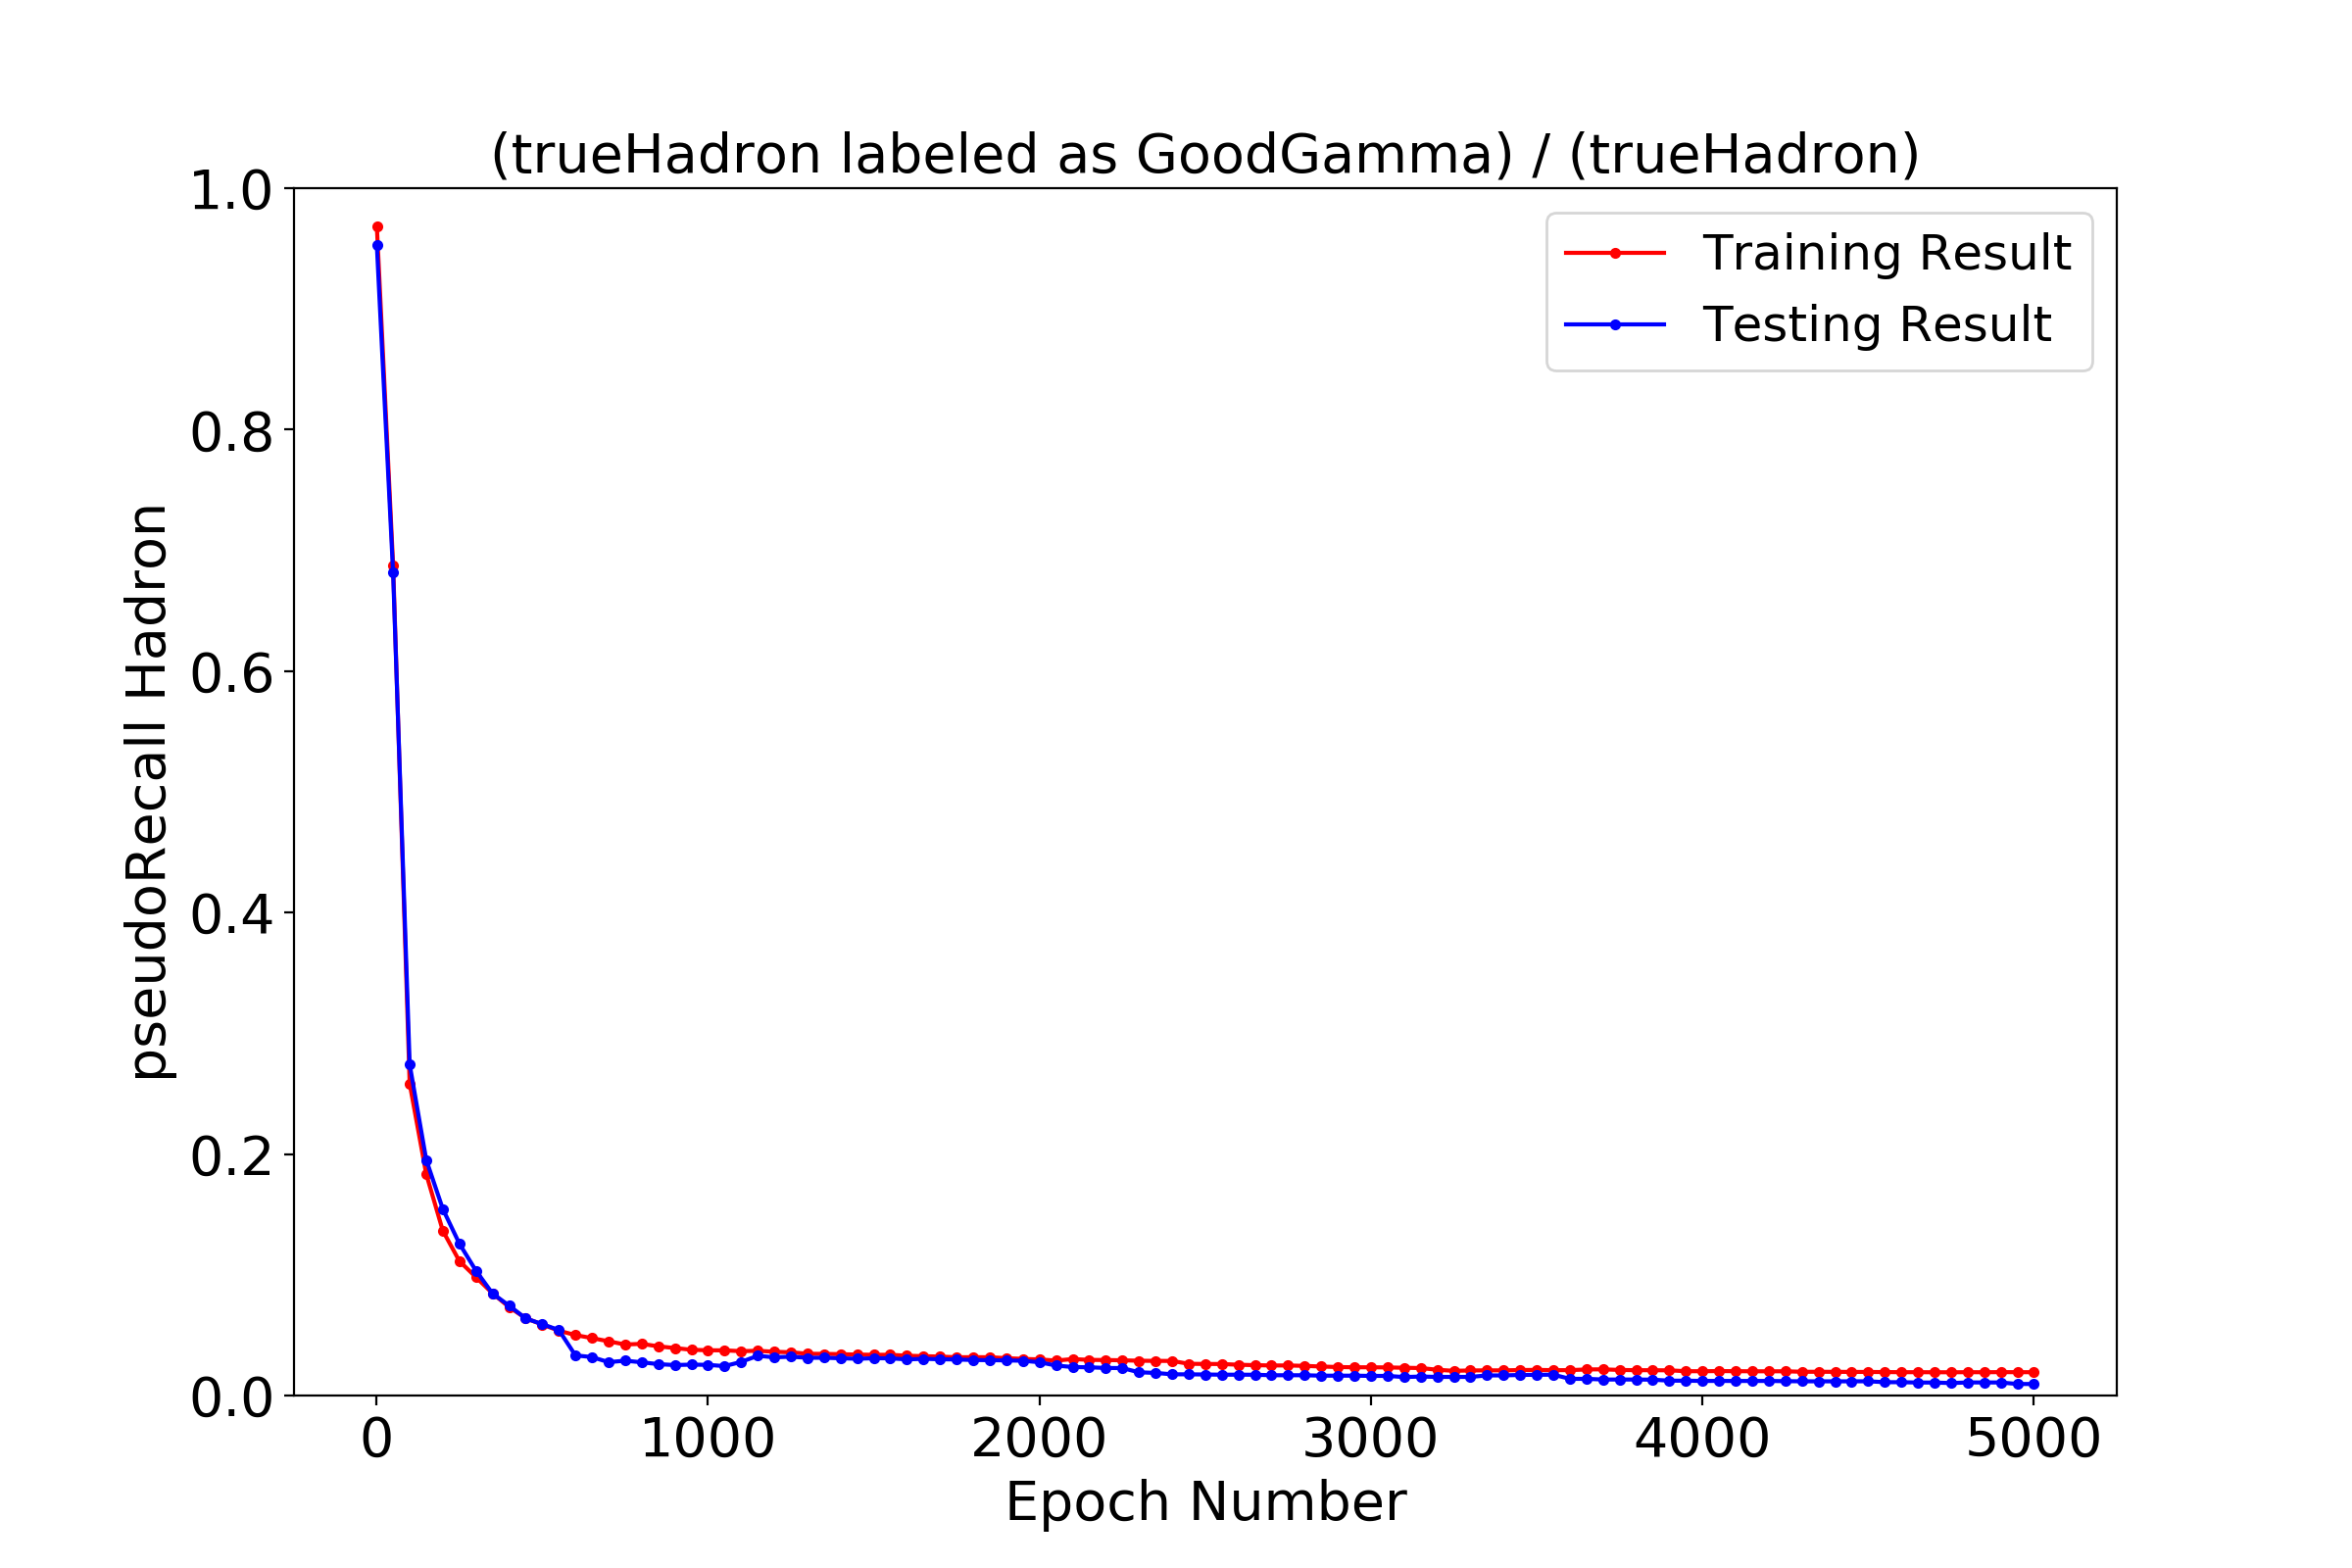 (trueHadron labeled as GoodGamma) / (trueHadron)
1.0
0.8
0.6
0.4
0.2
0.0
pseudoRecall Hadron
Training Result
Testing Result
0 1000 2000 3000 4000 5000
Epoch Number